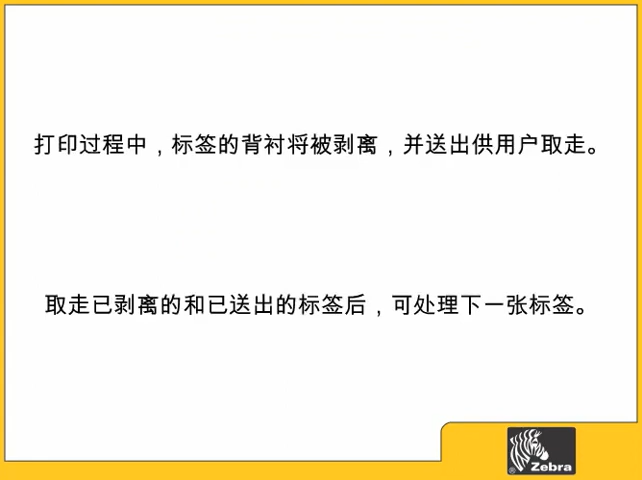 打印过程中，标签的背衬将被剥离，并送出供用户取走。
取走已剥离的和已送出的标签后，可处理下一张标签。
®Zebra